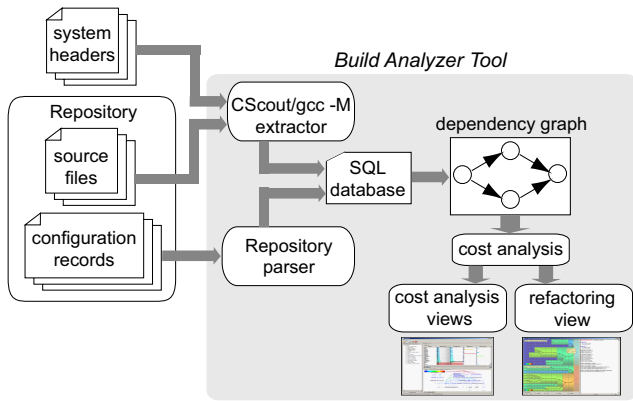 system
headers
Build Analyzer Tool
Repository
CScout/gcc -M
extractor
source
files
SQL
database
dependency graph
configuration
records
Repository
parser
cost analysis
cost analysis
views
refactoring
view